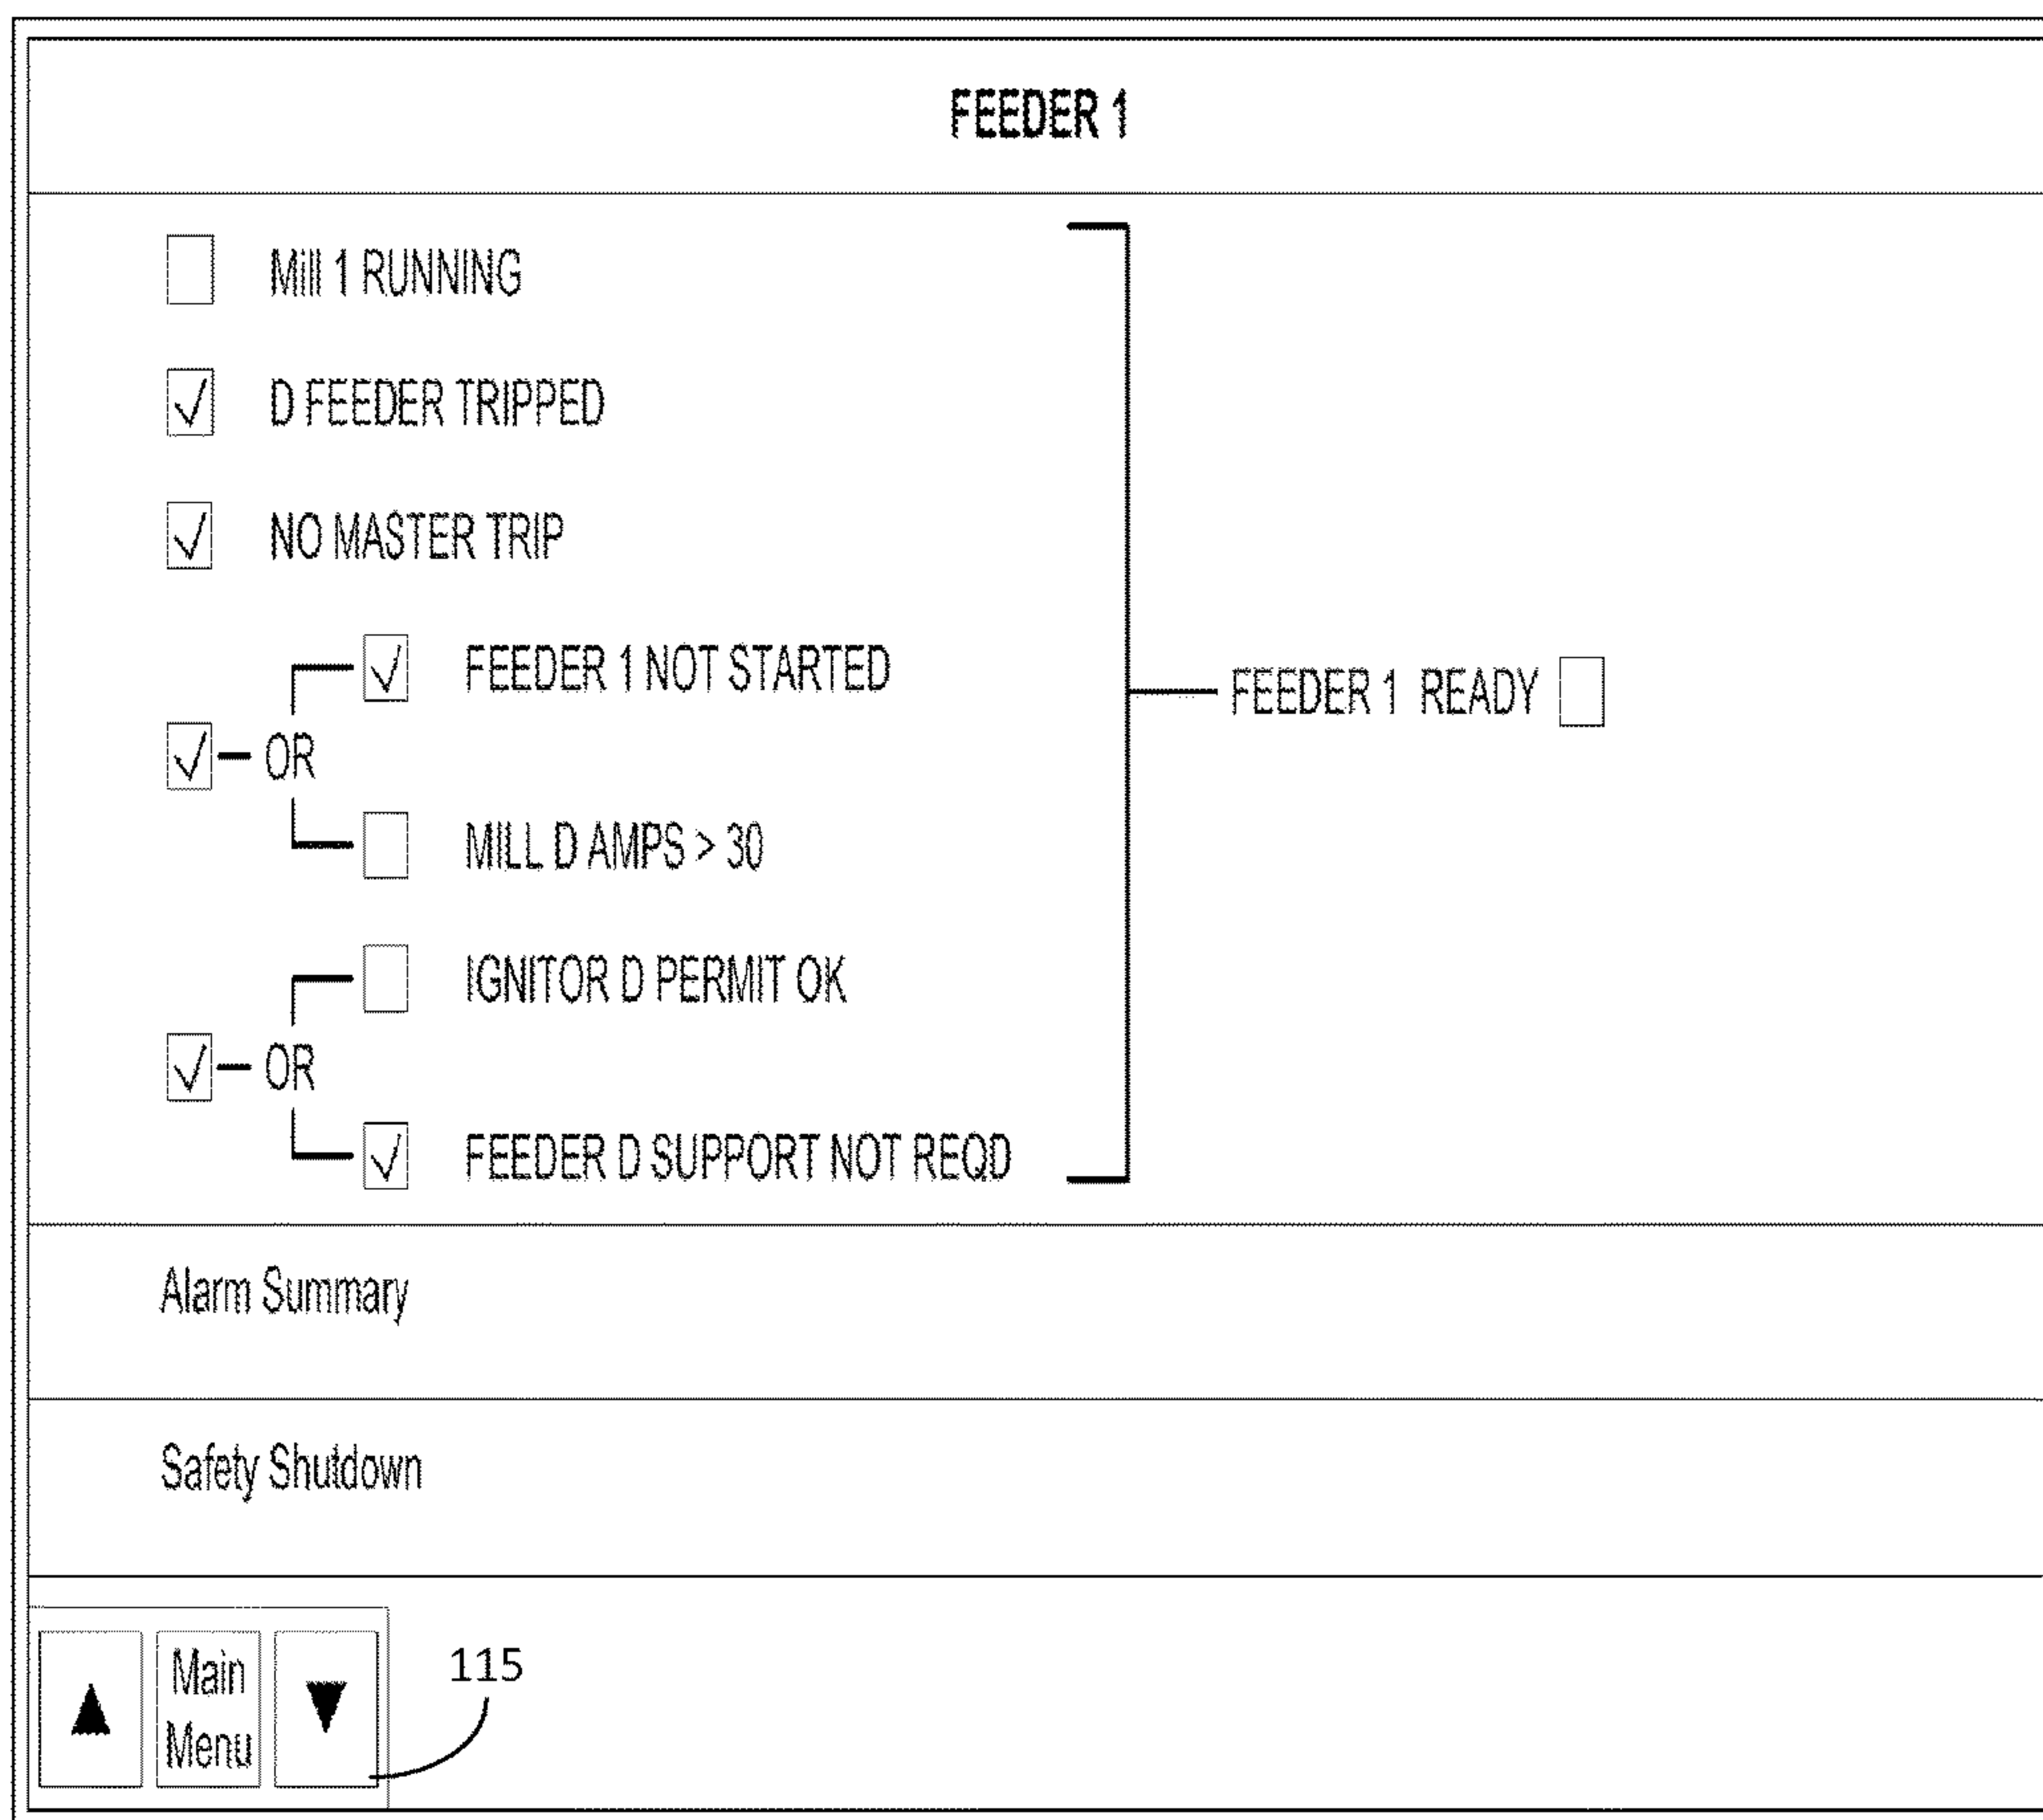 FEEDER 1
Mill 1 RUNNING
D FEEDER TRIPPED
NO MASTER TRIP
FEEDER 1 NOT STARTED
OR
MILL D AMPS > 30
FEEDER 1 READY
IGNITOR D PERMIT OK
OR
FEEDER D SUPPORT NOT REQD
Alarm Summary
Safety Shutdown
Main
Menu
115